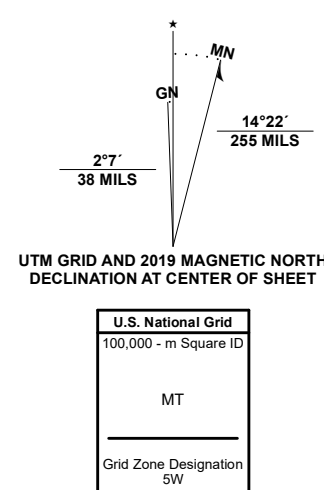 ★
MN
GN
14°22´
255 MILS
2°7´
38 MILS
UTM GRID AND 2019 MAGNETIC NORTH
DECLINATION AT CENTER OF SHEET
U.S. National Grid
100,000 - m Square ID
MT
Grid Zone Designation
5W